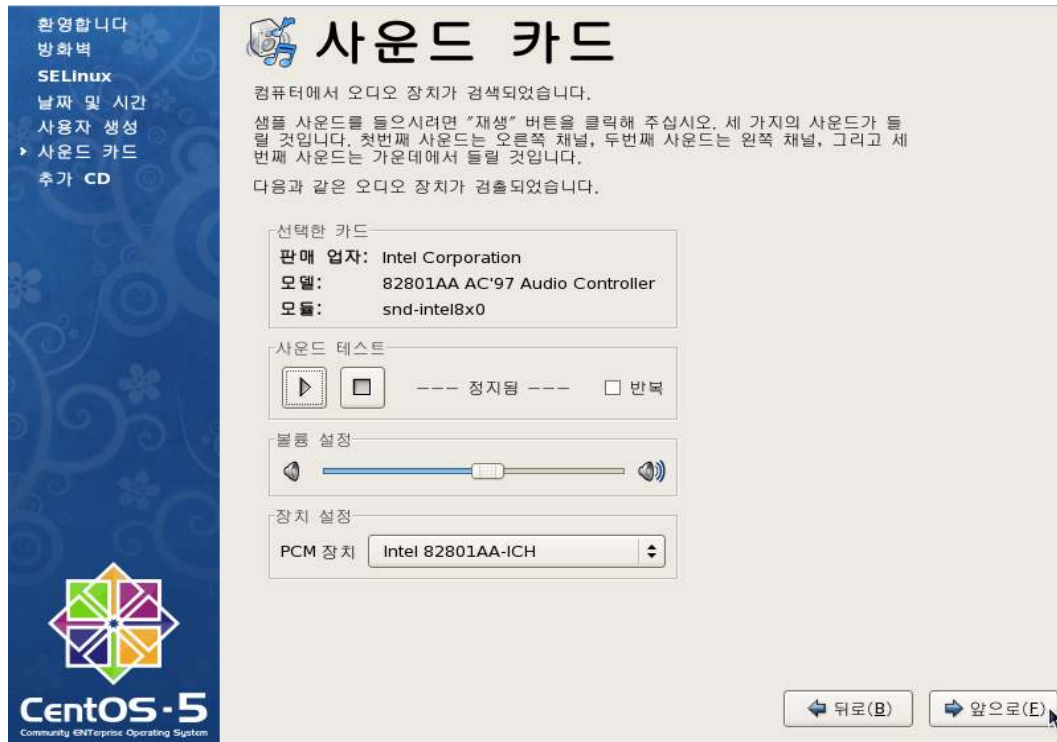 환영합니다
방화벽
SELinux
날짜 및 시간
사용자 생성
사운드 카드
추가 CD
CentOS-5
Community ENTerprise Operating System
사운드 카드
컴퓨터에서 오디오 장치가 검색되었습니다.
샘플 사운드를 들으시려면 "재생" 버튼을 클릭해 주십시오. 세 가지의 사운드가 들
릴 것입니다. 첫번째 사운드는 오른쪽 채널, 두번째 사운드는 왼쪽 채널, 그리고 세
번째 사운드는 가운데에서 들릴 것입니다.
다음과 같은 오디오 장치가 검출되었습니다.
선택한 카드
판매 업자: Intel Corporation
모델: 82801AA AC'97 Audio Controller
모듈: snd-intel8x0
사운드 테스트
--- 정지됨 --- 반복
볼륨 설정
장치 설정
PCM 장치 Intel 82801AA-ICH
뒤로(B) 앞으로(F)